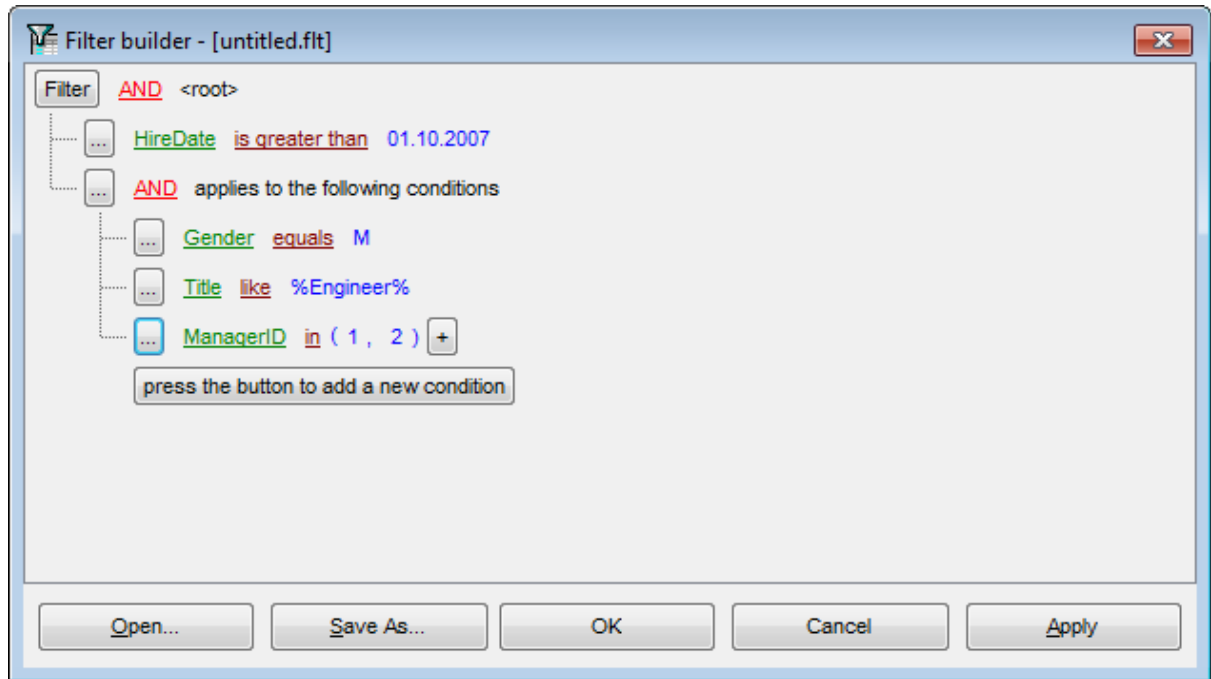 Filter builder - [untitled.flt]
Filter AND <root>
... HireDate is greater than 01.10.2007
... AND applies to the following conditions
... Gender equals M
... Title like %Engineer%
... ManagerID in ( 1 , 2 ) +
press the button to add a new condition
Open... Save As... OK Cancel Apply